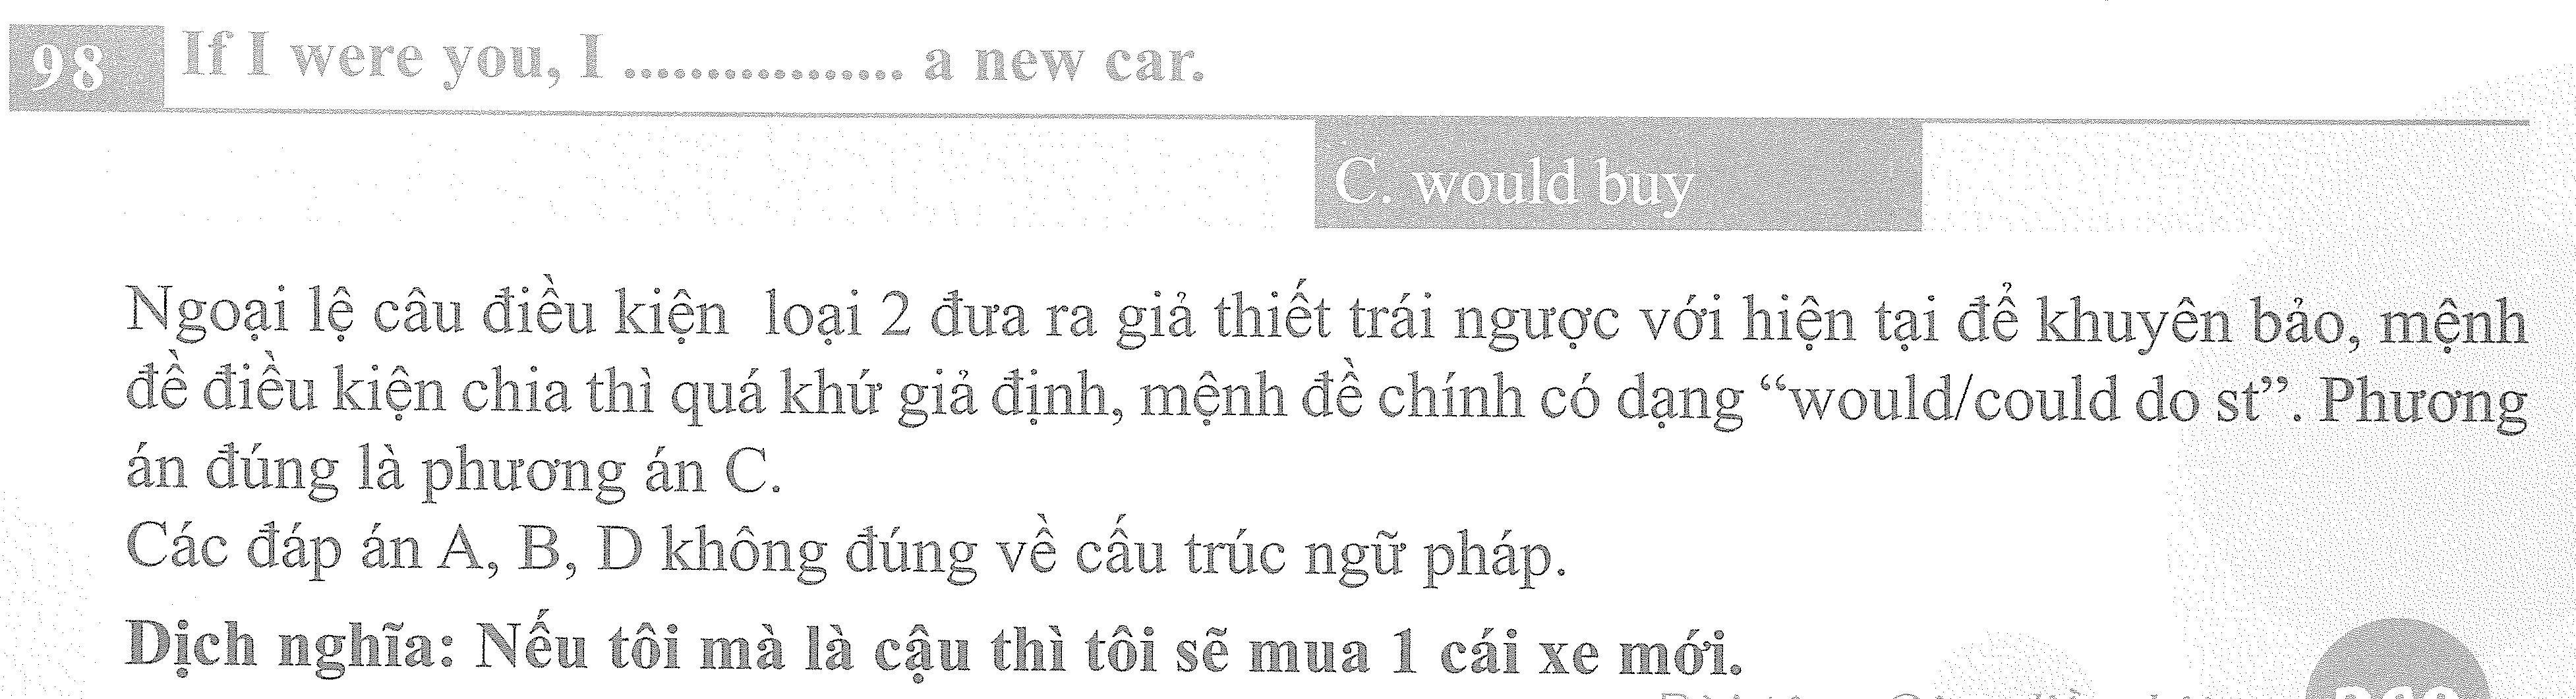 98 If I were you, I ................ a new car.
C. would buy
Ngoại lệ câu điều kiện loại 2 đưa ra giả thiết trái ngược với hiện tại để khuyên bảo, mệnh
đề điều kiện chia thì quá khứ giả định, mệnh đề chính có dạng “would/could do st”. Phương
án đúng là phương án C.
Các đáp án A, B, D không đúng về cấu trúc ngữ pháp.
Dịch nghĩa: Nếu tôi mà là cậu thì tôi sẽ mua 1 cái xe mới.